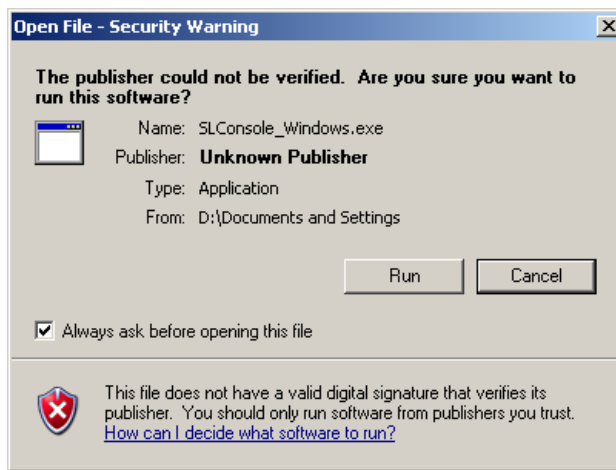 Open File - Security Warning
The publisher could not be verified.  Are you sure you want to
run this software?
Name: SLConsole_Windows.exe
Publisher: Unknown Publisher
Type: Application
From: D:\Documents and Settings
Run Cancel
Always ask before opening this file
This file does not have a valid digital signature that verifies its
publisher.  You should only run software from publishers you trust.
How can I decide what software to run?